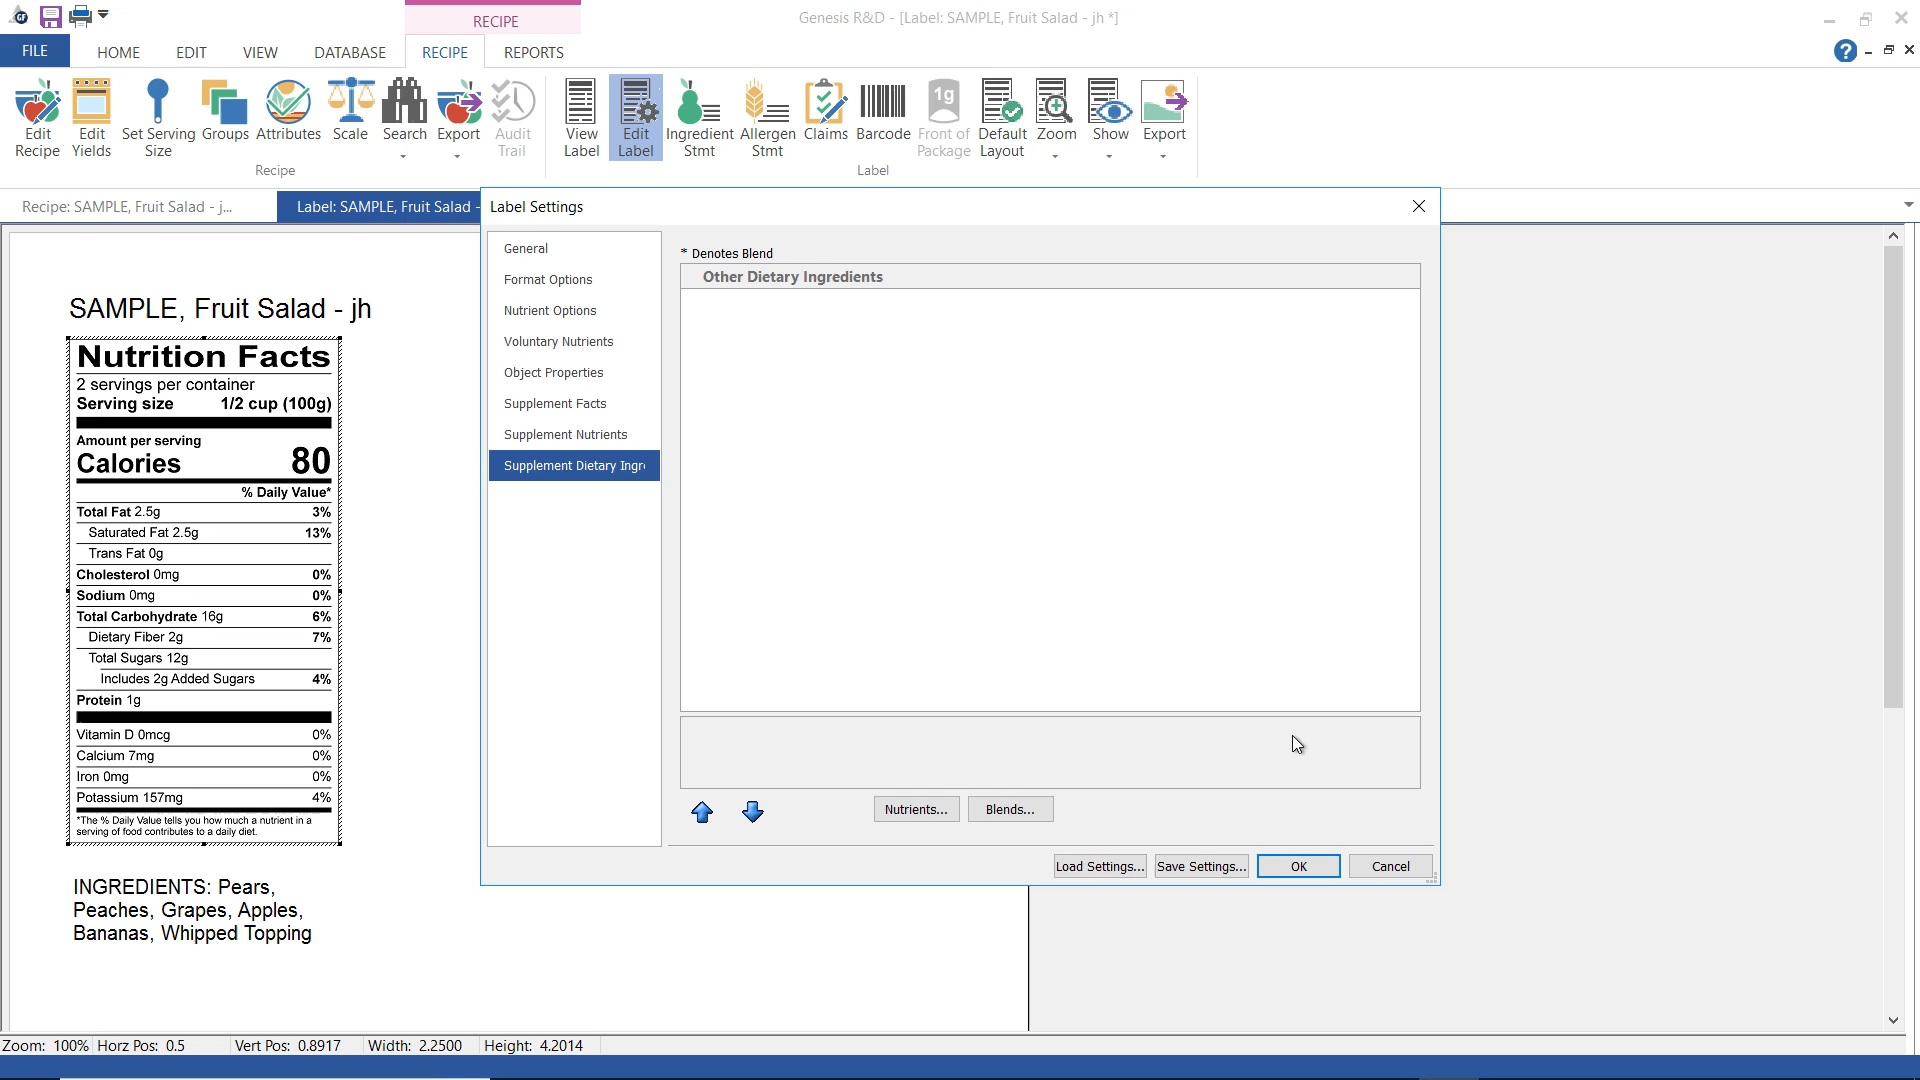 RECIPE
Genesis R&D - [Label: SAMPLE, Fruit Salad - jh *]
FILE HOME EDIT VIEW DATABASE RECIPE REPORTS
Edit Recipe
Edit Yields
Set Serving Size
Groups
Attributes
Scale
Search
Export
Audit Trail
View Label
Edit Label
Ingredient Stmt
Allergen Stmt
Claims
Barcode
1g
Front of Package
Default Layout
Zoom
Show
Export
Recipe
Label
Recipe: SAMPLE, Fruit Salad - j...
Label: SAMPLE, Fruit Salad -
Label Settings
General
Format Options
Nutrient Options
Voluntary Nutrients
Object Properties
Supplement Facts
Supplement Nutrients
Supplement Dietary Ingr
* Denotes Blend
Other Dietary Ingredients
Nutrients...
Blends...
Load Settings...
Save Settings...
OK
Cancel
SAMPLE, Fruit Salad - jh
Nutrition Facts
2 servings per container
Serving size 1/2 cup (100g)
Amount per serving
Calories 80
% Daily Value*
Total Fat 2.5g 3%
Saturated Fat 2.5g 13%
Trans Fat 0g
Cholesterol 0mg 0%
Sodium 0mg 0%
Total Carbohydrate 16g 6%
Dietary Fiber 2g 7%
Total Sugars 12g
Includes 2g Added Sugars 4%
Protein 1g
Vitamin D 0mcg 0%
Calcium 7mg 0%
Iron 0mg 0%
Potassium 157mg 4%
*The % Daily Value tells you how much a nutrient in a
serving of food contributes to a daily diet.
INGREDIENTS: Pears,
Peaches, Grapes, Apples,
Bananas, Whipped Topping
Zoom: 100% Horz Pos: 0.5 Vert Pos: 0.8917 Width: 2.2500 Height: 4.2014